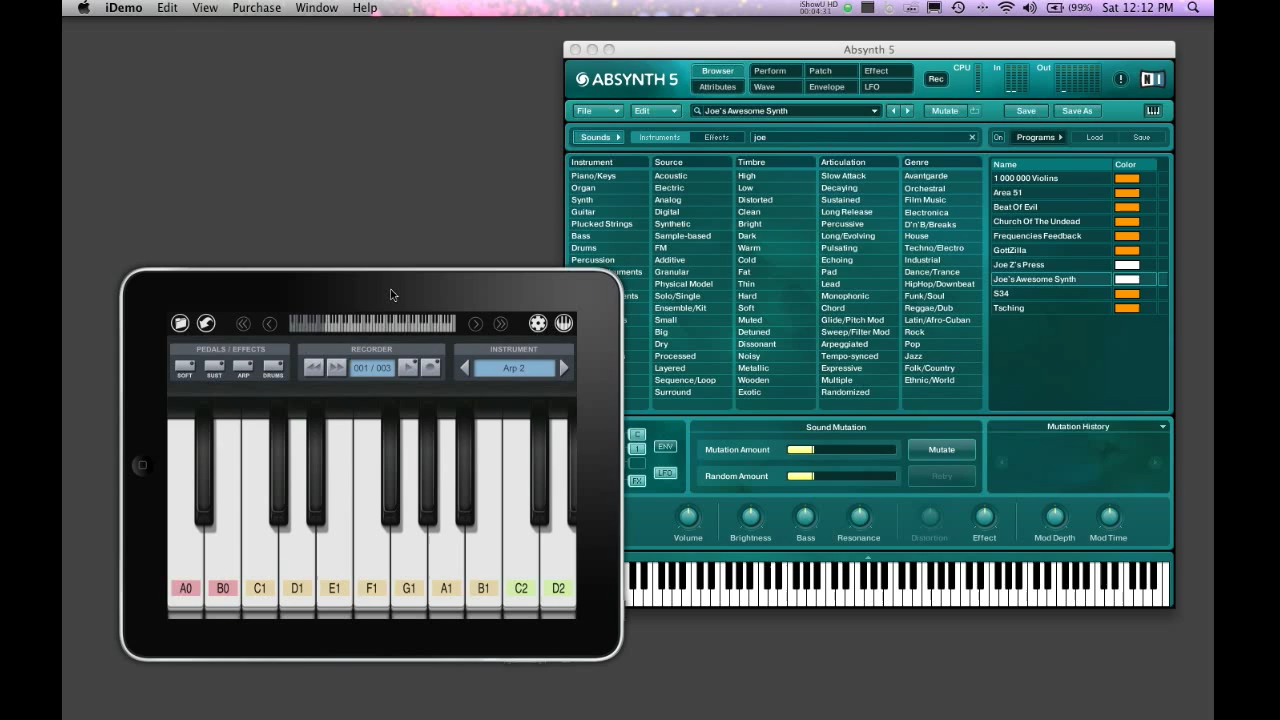 iDemo Edit View Purchase Window Help
iShowU HD
00:04:31
(99%) Sat 12:12 PM
Absynth 5
ABSYNTH 5
Browser Perform Patch Effect
Attributes Wave Envelope LFO
Rec CPU In Out ! NI
File Edit Joe's Awesome Synth Mutate Save Save As
Sounds Instruments Effects joe On Programs Load Save
Instrument Source Timbre Articulation Genre Name Color
Piano/Keys Acoustic High Slow Attack Avantgarde 1 000 000 Violins
Organ Electric Low Decaying Orchestral Area 51
Synth Analog Distorted Sustained Film Music Beat Of Evil
Guitar Digital Clean Long Release Electronica Church Of The Undead
Plucked Strings Synthetic Bright Percussive D'n'B/Breaks Frequencies Feedback
Bass Sample-based Dark Long/Evolving House GottZilla
Drums FM Warm Pulsating Techno/Electro Joe Z's Press
Percussion Additive Cold Echoing Industrial Joe's Awesome Synth
Granular Fat Pad Dance/Trance S34
Physical Model Thin Monophonic HipHop/Downbeat Tsching
Solo/Single Hard Polyphonic Funk/Soul
Ensemble/Kit Soft Chord Reggae/Dub
Small Muted Glide/Pitch Mod Latin/Afro-Cuban
Big Detuned Sweep/Filter Mod Rock
Dry Dissonant Arpeggiated Pop
Processed Noisy Tempo-synced Jazz
Layered Metallic Expressive Folk/Country
Sequence/Loop Wooden Multiple Ethnic/World
Surround Exotic Randomized
PEDALS / EFFECTS RECORDER INSTRUMENT
001 / 003 Arp 2
SOFT SUST ARP DRUMS
C ENV
1
FX LFO
Sound Mutation Mutation History
Mutation Amount Mutate
Random Amount Retry
Volume Brightness Bass Resonance Distortion Effect Mod Depth Mod Time
A0 B0 C1 D1 E1 F1 G1 A1 B1 C2 D2